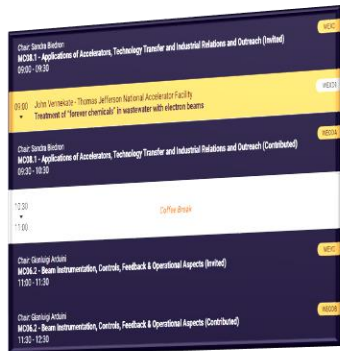 Chair: Sandra Biedron
WEXC
MC08.1 - Applications of Accelerators, Technology Transfer and Industrial Relations and Outreach (Invited)
09:00 - 09:30
09:00 John Vennekate - Thomas Jefferson National Accelerator Facility
Treatment of "forever chemicals" in wastewater with electron beams
Chair: Sandra Biedron
MC08.1 - Applications of Accelerators, Technology Transfer and Industrial Relations and Outreach (Contributed)
09:30 - 10:30
10:30
Coffee Break
11:00
Chair: Gianluigi Arduini
MC06.2 - Beam Instrumentation, Controls, Feedback & Operational Aspects (Invited)
11:00 - 11:30
Chair: Gianluigi Arduini
MC06.2 - Beam Instrumentation, Controls, Feedback & Operational Aspects (Contributed)
11:30 - 12:30